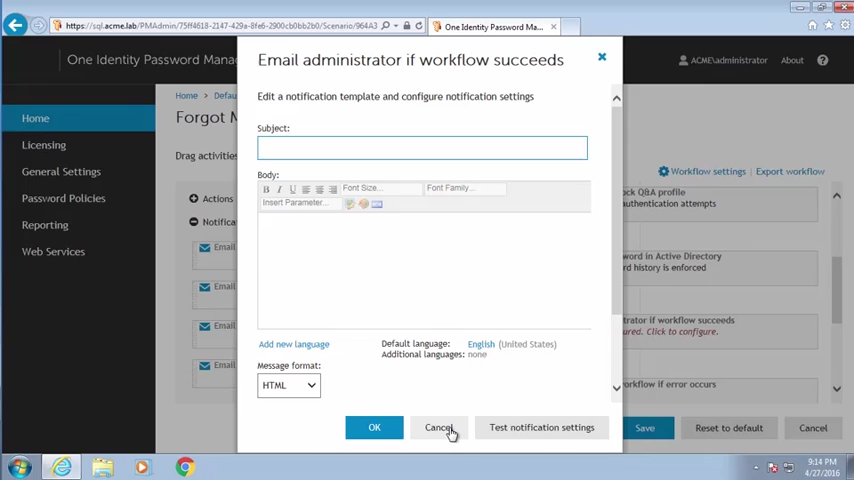 https://sql.acme.lab/PMAdmin/75ff4618-2147-429a-8fe6-2900cb0bb2b0/Scenario/964A3
One Identity Password Ma...
One Identity Password Mana
ACME\administrator
About
Home
Licensing
General Settings
Password Policies
Reporting
Web Services
Home > Defau
Forgot M
Drag activities
Actions
Notifica
Email
Email
Email
Email
Email administrator if workflow succeeds
Edit a notification template and configure notification settings
Subject:
Body:
B I U
Font Size...
Font Family...
Insert Parameter...
Add new language
Default language: English (United States)
Additional languages: none
Message format:
HTML
OK
Cancel
Test notification settings
Workflow settings | Export workflow
ock Q&A profile
authentication attempts
word in Active Directory
rd history is enforced
istrator if workflow succeeds
ured. Click to configure.
workflow if error occurs
Save
Reset to default
Cancel
9:14 PM
4/27/2016